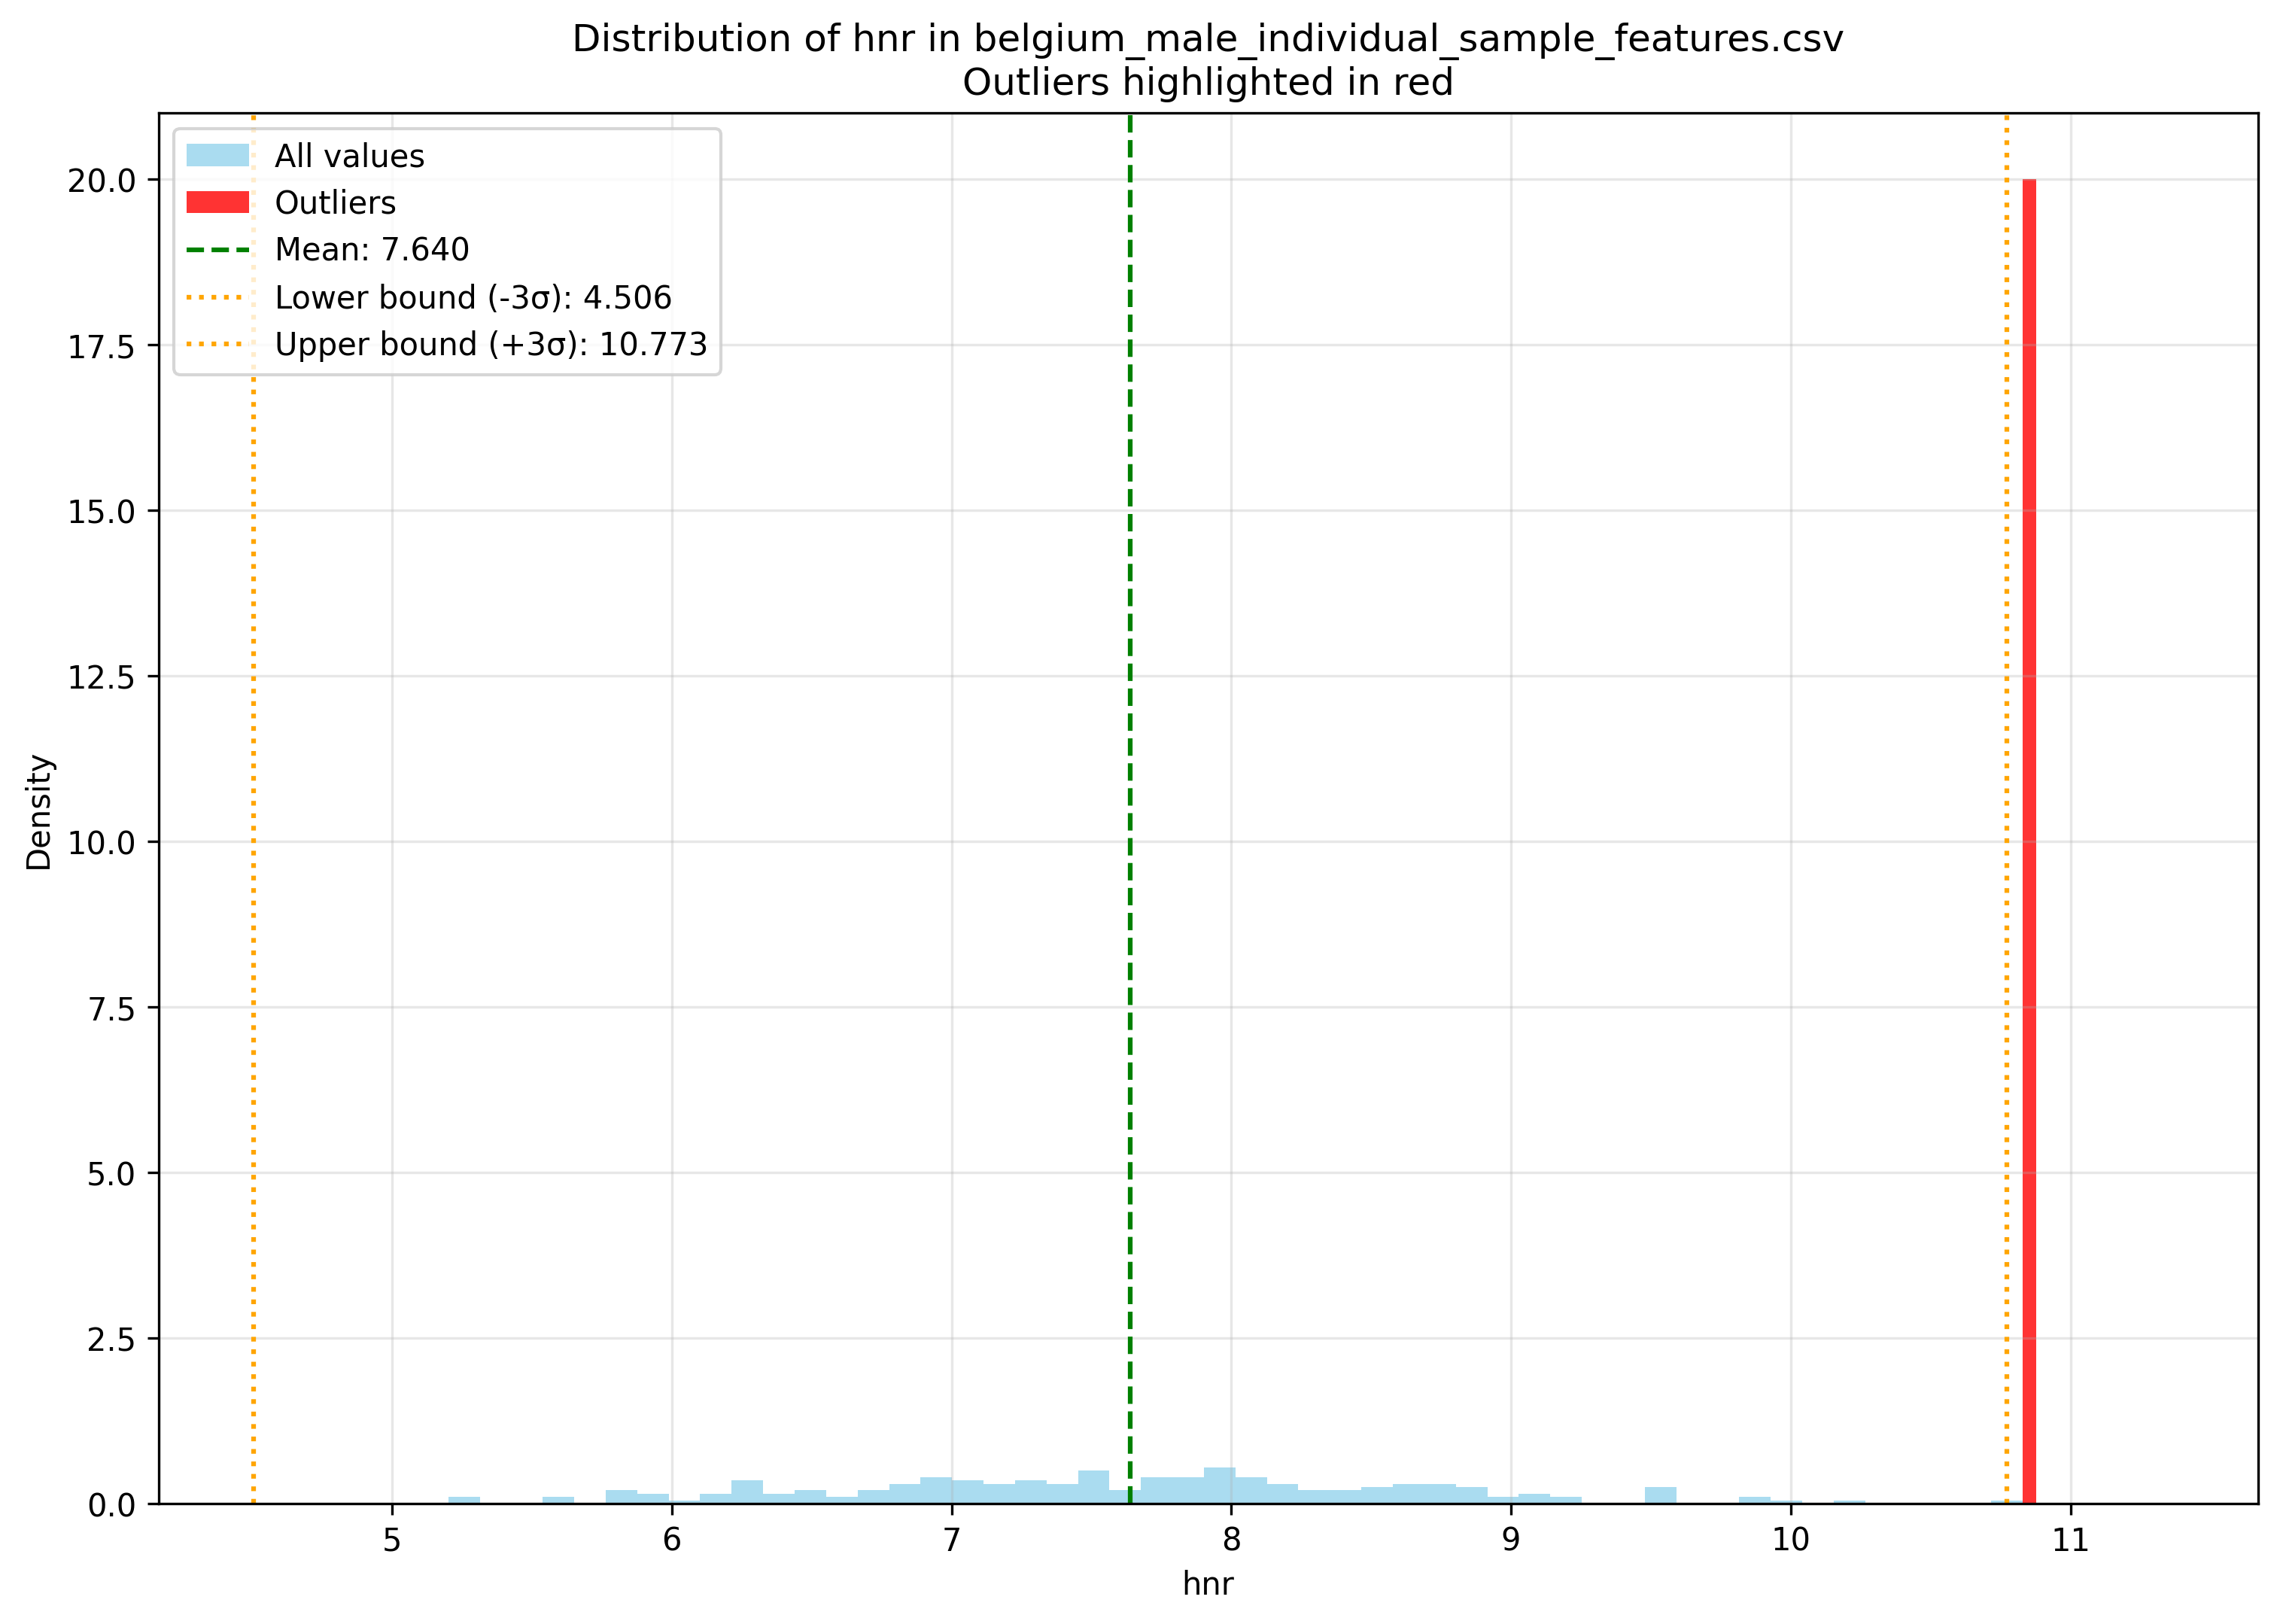 Distribution of hnr in belgium_male_individual_sample_features.csv
Outliers highlighted in red
All values
Outliers
Mean: 7.640
Lower bound (-3σ): 4.506
Upper bound (+3σ): 10.773
20.0
17.5
15.0
12.5
10.0
7.5
5.0
2.5
0.0
Density
5 6 7 8 9 10 11
hnr